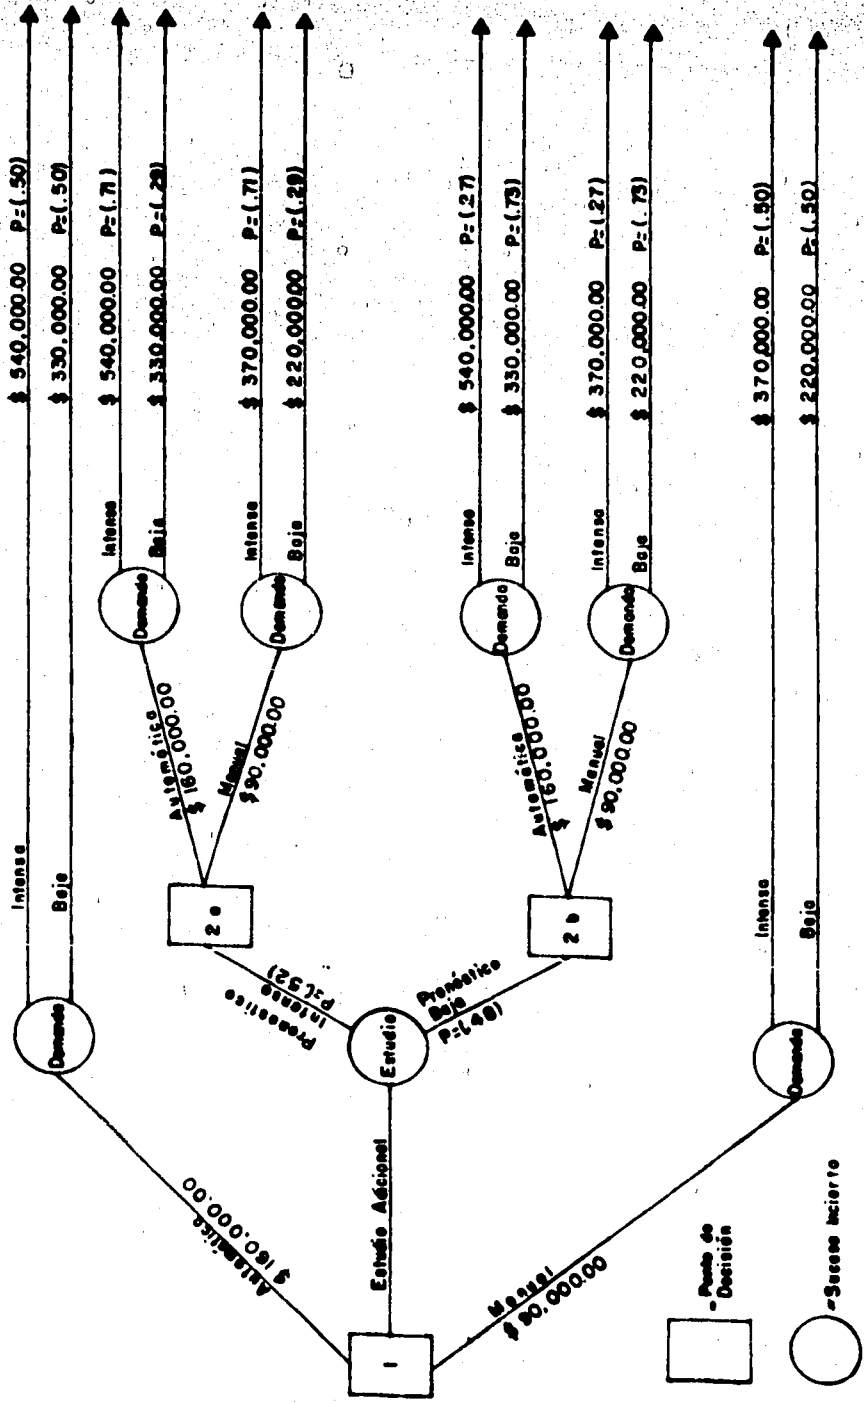 Intensa
$ 540,000.00 P=(.50)
Baja
$ 330,000.00 P=(.50)
Demanda
Automática
$ 160,000.00
Intensa
$ 540,000.00 P=(.71)
Baja
$ 330,000.00 P=(.29)
Demanda
Automática
$ 160,000.00
Intensa
$ 370,000.00 P=(.71)
Baja
$ 220,000.00 P=(.29)
Demanda
Manual
$ 90,000.00
2 a
Pronostico
Intensa
P=(.52)
1
Estudio Adicional
Estudio
Pronóstico
Baja
P=(.48)
2 b
Automática
$ 160,000.00
Demanda
Intensa
$ 540,000.00 P=(.27)
Baja
$ 330,000.00 P=(.73)
Manual
$ 90,000.00
Demanda
Intensa
$ 370,000.00 P=(.27)
Baja
$ 220,000.00 P=(.73)
Manual
$ 90,000.00
Demanda
Intensa
$ 370,000.00 P=(.50)
Baja
$ 220,000.00 P=(.50)
- Punto de
Decisión
- Suceso Incierto